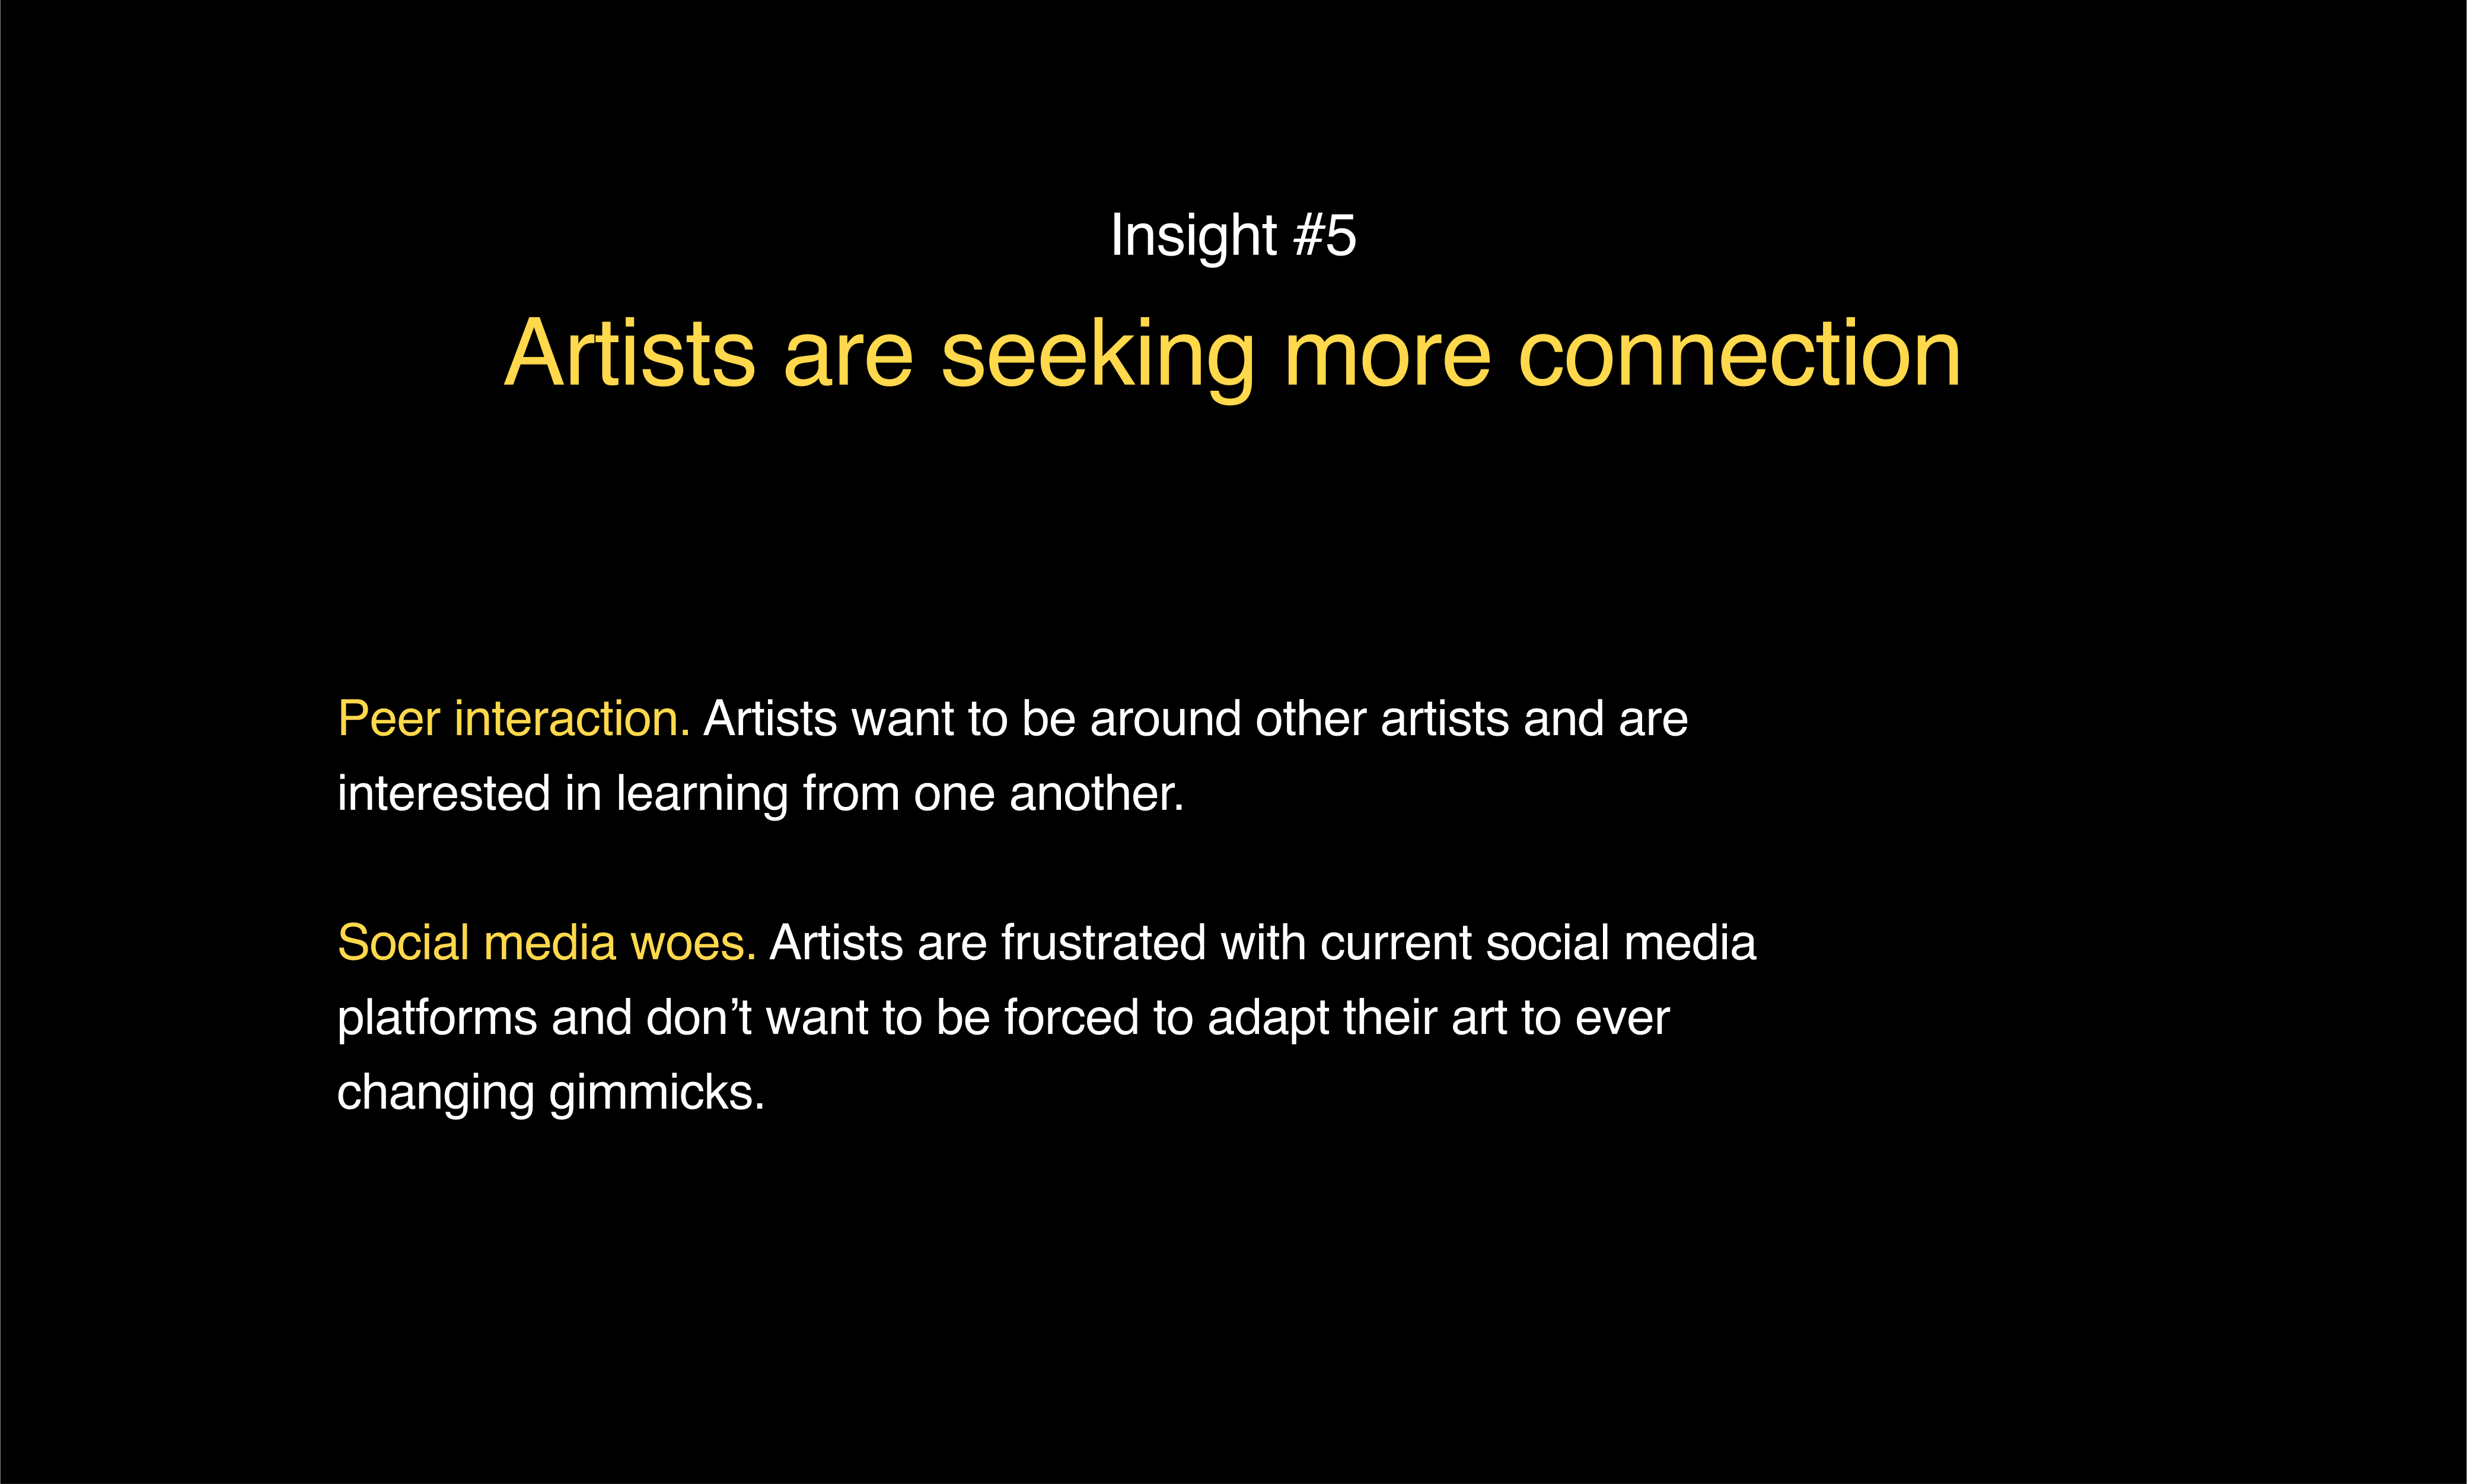 Insight #5
Artists are seeking more connection
Peer interaction. Artists want to be around other artists and are
interested in learning from one another.
Social media woes. Artists are frustrated with current social media
platforms and don’t want to be forced to adapt their art to ever
changing gimmicks.